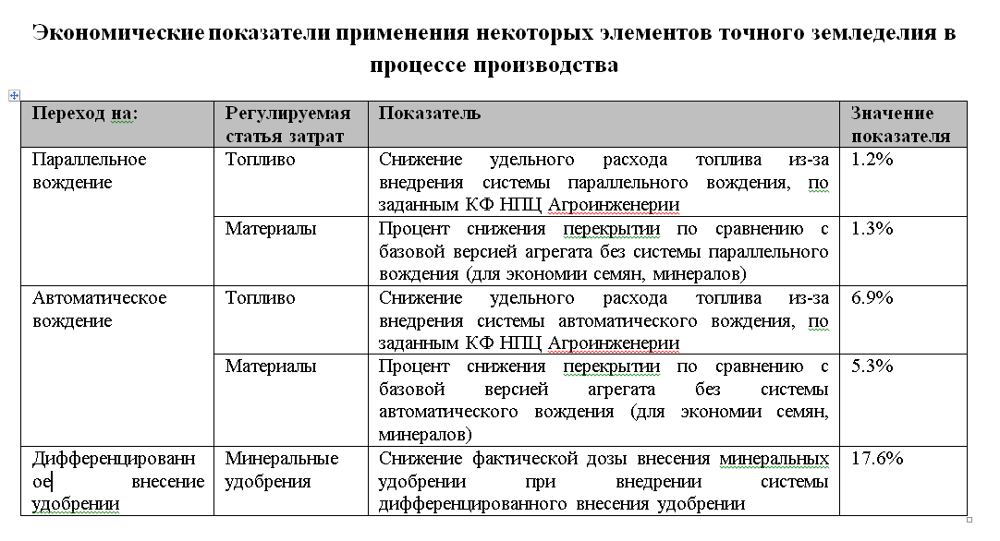 Экономические показатели применения некоторых элементов точного земледелия в
процессе производства
Переход на:
Регулируемая
статья затрат
Показатель
Значение
показателя
Параллельное
вождение
Топливо
Снижение удельного расхода топлива из-за
внедрения системы параллельного вождения, по
заданным КФ НПЦ Агроинженерии
1.2%
Материалы
Процент снижения перекрытии по сравнению с
базовой версией агрегата без системы параллельного
вождения (для экономии семян, минералов)
1.3%
Автоматическое
вождение
Топливо
Снижение удельного расхода топлива из-за
внедрения системы автоматического вождения, по
заданным КФ НПЦ Агроинженерии
6.9%
Материалы
Процент снижения перекрытии по сравнению с
базовой версией агрегата без системы
автоматического вождения (для экономии семян,
минералов)
5.3%
Дифференцированн
ое внесение
удобрении
Минеральные
удобрения
Снижение фактической дозы внесения минеральных
удобрении при внедрении системы
дифференцированного внесения удобрении
17.6%